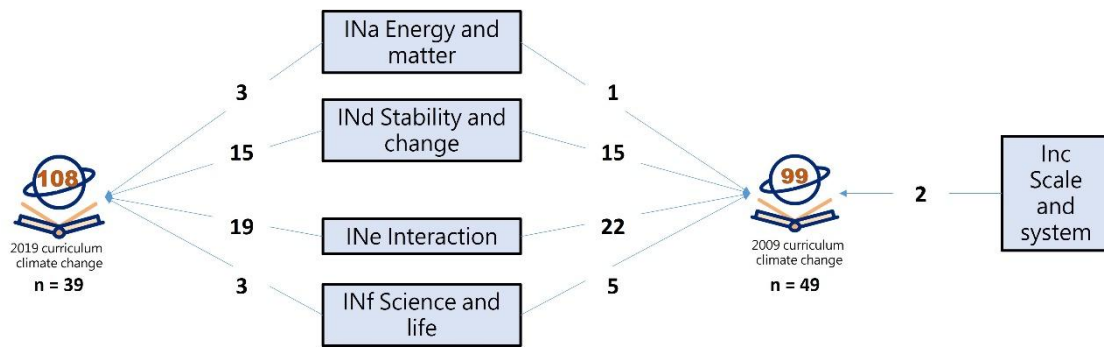 INa Energy and
matter
3
1
INd Stability and
change
15
15
108
99
2
Inc
Scale
and
system
19
INe Interaction
22
2019 curriculum
climate change
n = 39
2009 curriculum
climate change
n = 49
3
INf Science and
life
5